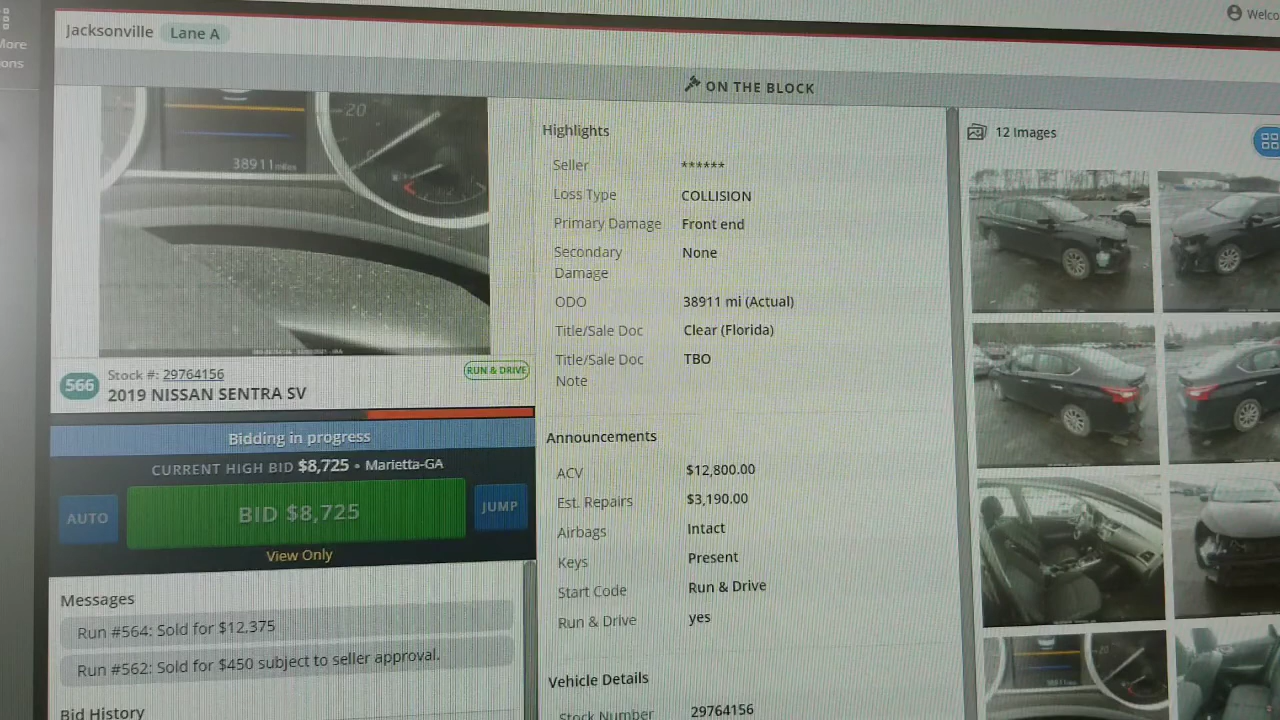 More
ons
Jacksonville Lane A
ON THE BLOCK
20
38911 miles
566
Stock #: 29764156
2019 NISSAN SENTRA SV
RUN & DRIVE
Bidding in progress
CURRENT HIGH BID $8,725 • Marietta-GA
AUTO
BID $8,725
JUMP
View Only
Messages
Run #564: Sold for $12,375
Run #562: Sold for $450 subject to seller approval.
Bid History
Highlights
Seller ******
Loss Type COLLISION
Primary Damage Front end
Secondary Damage None
ODO 38911 mi (Actual)
Title/Sale Doc Clear (Florida)
Title/Sale Doc Note TBO
Announcements
ACV $12,800.00
Est. Repairs $3,190.00
Airbags Intact
Keys Present
Start Code Run & Drive
Run & Drive yes
Vehicle Details
Stock Number 29764156
12 Images
20
38911